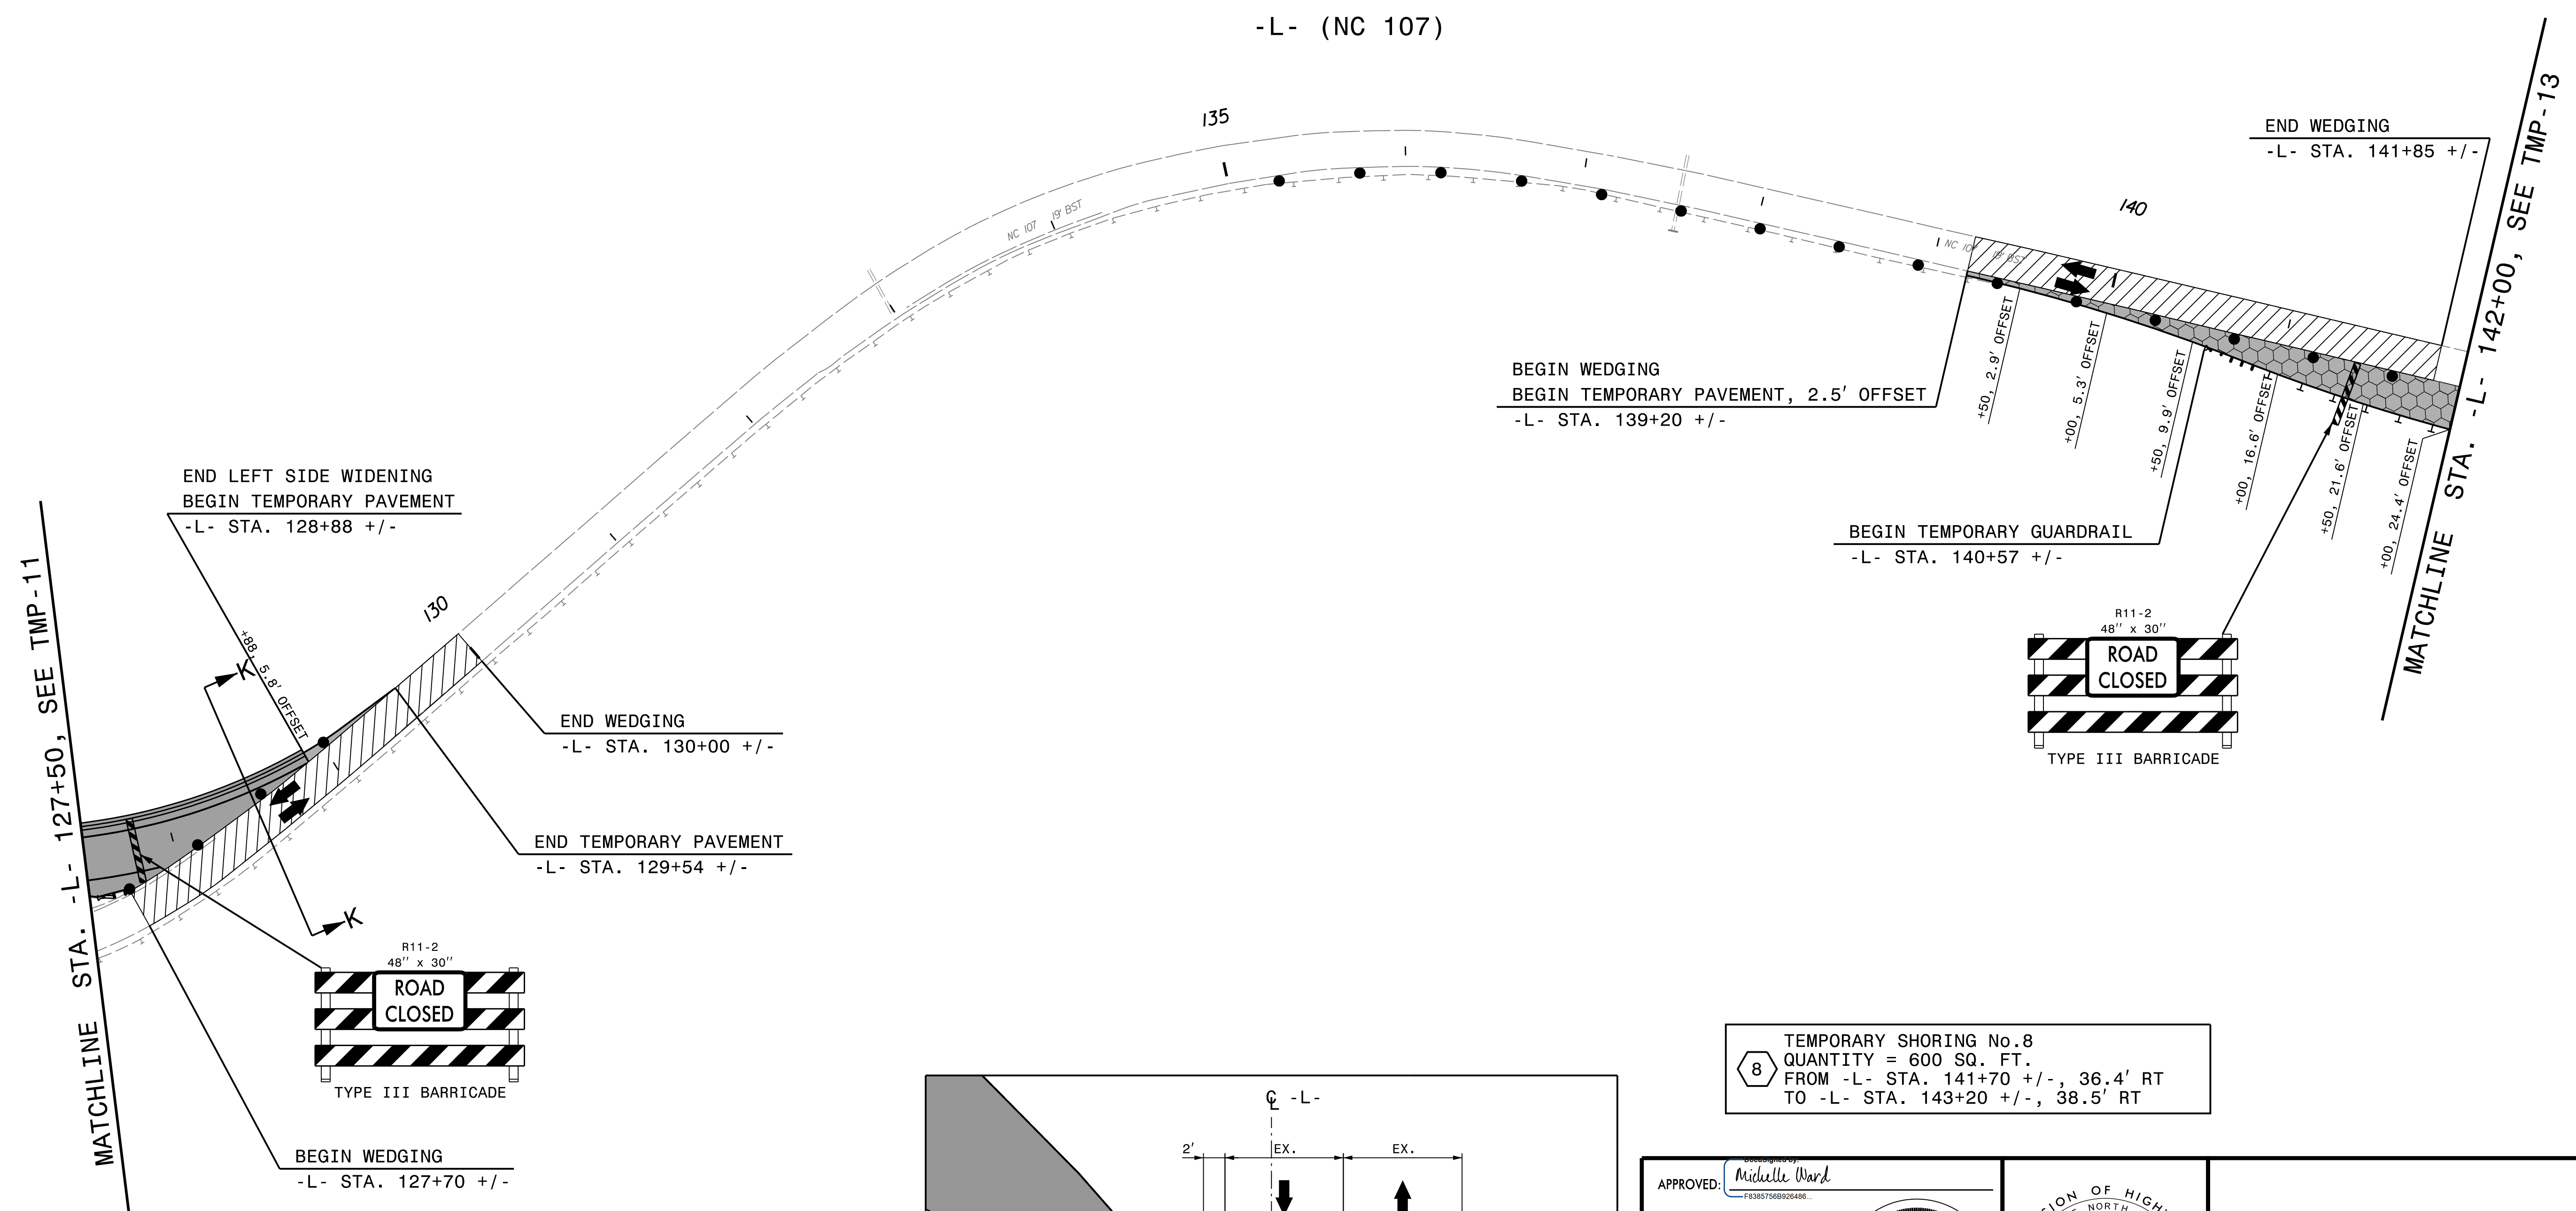 -L- (NC 107)
135
END WEDGING
-L- STA. 141+85 +/-
MATCHLINE STA. -L- 142+00, SEE TMP-13
140
NC 107 19' BST
NC 107
19' BST
BEGIN WEDGING
BEGIN TEMPORARY PAVEMENT, 2.5' OFFSET
-L- STA. 139+20 +/-
+50, 2.9' OFFSET
+00, 5.3' OFFSET
+50, 9.9' OFFSET
+00, 16.6' OFFSET
+50, 21.6' OFFSET
+00, 24.4' OFFSET
BEGIN TEMPORARY GUARDRAIL
-L- STA. 140+57 +/-
R11-2
48'' x 30''
ROAD
CLOSED
TYPE III BARRICADE
END LEFT SIDE WIDENING
BEGIN TEMPORARY PAVEMENT
-L- STA. 128+88 +/-
MATCHLINE STA. -L- 127+50, SEE TMP-11
130
+88, 5.8' OFFSET
K
K
END WEDGING
-L- STA. 130+00 +/-
END TEMPORARY PAVEMENT
-L- STA. 129+54 +/-
R11-2
48'' x 30''
ROAD
CLOSED
TYPE III BARRICADE
BEGIN WEDGING
-L- STA. 127+70 +/-
℄ -L-
2' EX. EX.
8
TEMPORARY SHORING No.8
QUANTITY = 600 SQ. FT.
FROM -L- STA. 141+70 +/-, 36.4' RT
TO -L- STA. 143+20 +/-, 38.5' RT
APPROVED: Michelle Ward
F8385756B926486...
NORTH